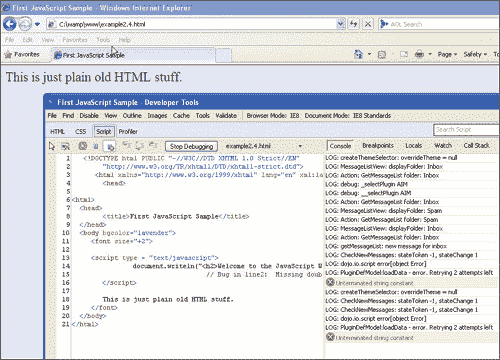 First JavaScript Sample - Windows Internet Explorer
C:\wamp\www\example2.4.html
AOL Search
File Edit View Favorites Tools Help
Favorites First JavaScript Sample Page Safety
This is just plain old HTML stuff.
First JavaScript Sample - Developer Tools
File Find Disable View Outline Images Cache Tools Validate Browser Mode: IE8 Document Mode: IE8 Standards
HTML CSS Script Profiler Search Script
Stop Debugging example2.4.html Console Breakpoints Locals Watch Call Stack
1 <!DOCTYPE html PUBLIC "-//W3C//DTD XHTML 1.0 Strict//EN"
2 "http://www.w3.org/TR/xhtml1/DTD/xhtml1-strict.dtd">
3 <html xmlns="http://www.w3.org/1999/xhtml" lang="en" xml:la
4 <head>
5
6 <html>
7 <head>
8 <title>First JavaScript Sample</title>
9 </head>
10 <body bgcolor="lavender">
11 <font size="+2">
12
13 <script type = "text/javascript">
14 document.writeln("<h2>Welcome to the JavaScript W
15 // Bug in line2: Missing doub
16 </script>
17
18 This is just plain old HTML stuff.
19 </font>
20 </body>
21 </html>
LOG: createThemeSelector: overrideTheme = null
LOG: Action: GetMessageList folder: Inbox
LOG: debug: _selectPlugin AIM
LOG: debug: __selectPlugin AIM
LOG: MessageListView: displayFolder: Inbox
LOG: Action: GetMessageList folder: Inbox
LOG: MessageListView: displayFolder: Inbox
LOG: MessageListView: displayFolder: Spam
LOG: Action: GetMessageList folder: Spam
LOG: MessageListView: displayFolder: Inbox
LOG: Action: GetMessageList folder: Inbox
LOG: getMessageList: new message for inbox
LOG: CheckNewMessages: stateToken -1, stateChange 1
LOG: dojo.io.script error[object Error]
LOG: PluginDefModel:loadData - error. Retrying 2 attempts left
Unterminated string constant
LOG: createThemeSelector: overrideTheme = null
LOG: CheckNewMessages: stateToken -1, stateChange 1
LOG: CheckNewMessages: stateToken -1, stateChange 1
LOG: dojo.io.script error[object Error]
LOG: PluginDefModel:loadData - error. Retrying 2 attempts left
Unterminated string constant